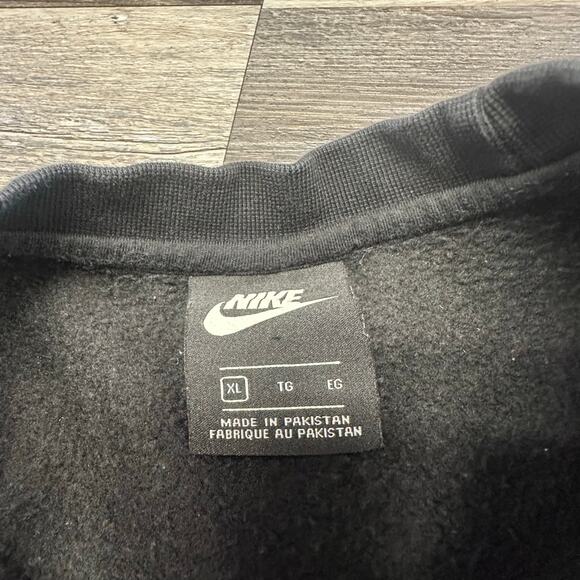 NIKE
XL TG EG
MADE IN PAKISTAN
FABRIQUE AU PAKISTAN